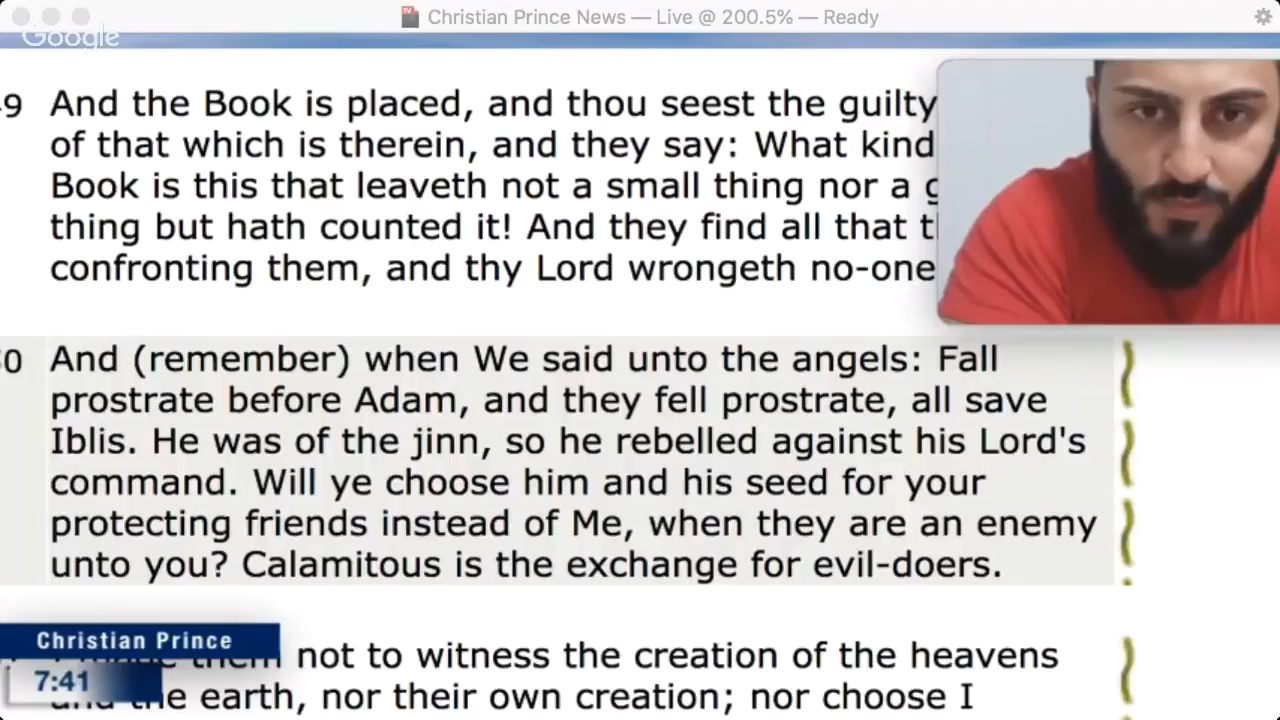 Christian Prince News — Live @ 200.5% — Ready
Google
9 And the Book is placed, and thou seest the guilty
of that which is therein, and they say: What kind
Book is this that leaveth not a small thing nor a g
thing but hath counted it! And they find all that t
confronting them, and thy Lord wrongeth no-one
0 And (remember) when We said unto the angels: Fall
prostrate before Adam, and they fell prostrate, all save
Iblis. He was of the jinn, so he rebelled against his Lord's
command. Will ye choose him and his seed for your
protecting friends instead of Me, when they are an enemy
unto you? Calamitous is the exchange for evil-doers.
Christian Prince
them not to witness the creation of the heavens
7:41
the earth, nor their own creation; nor choose I